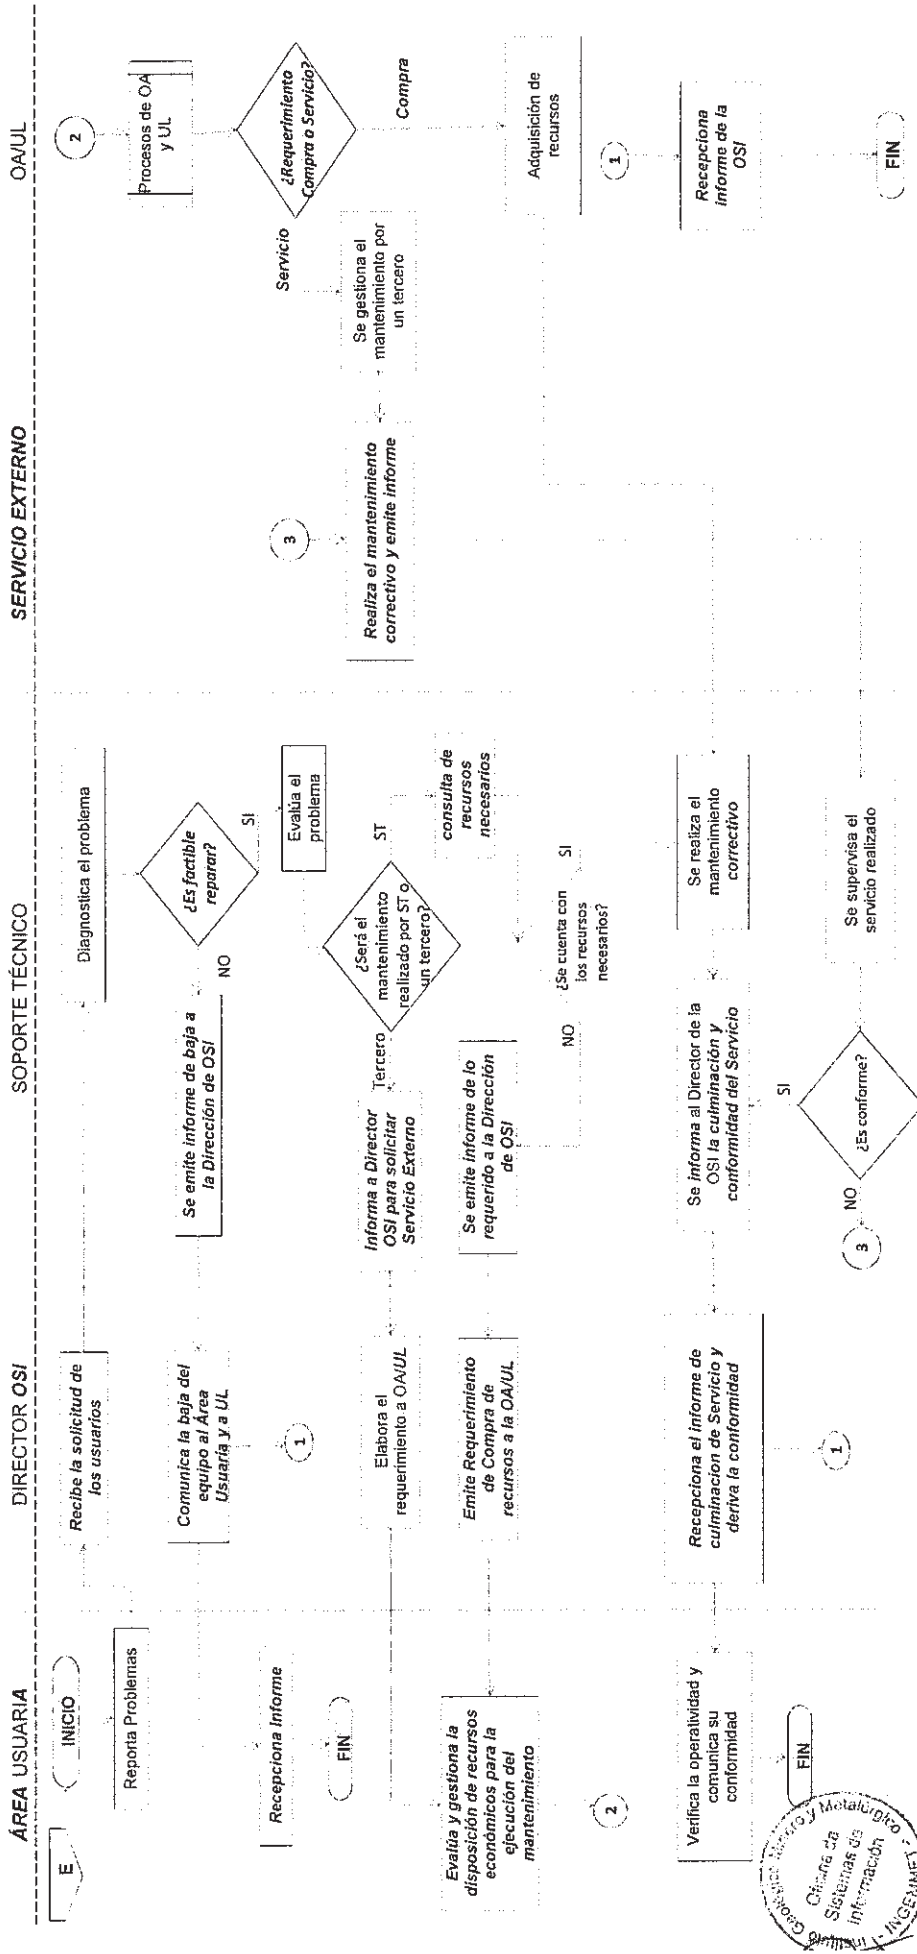 ÁREA USUARIA
DIRECTOR OSI
SOPORTE TÉCNICO
SERVICIO EXTERNO
OA/UL
E
INICIO
Reporta Problemas
Recibe la solicitud de
los usuarios
Diagnostica el problema
¿Es factible
reparar?
SI
NO
Se emite informe de baja a
la Dirección de OSI
Comunica la baja del
equipo al Área
Usuaria y a UL
1
Recepciona Informe
FIN
Evalúa el
problema
¿Será el
mantenimiento
realizado por ST o
un tercero?
ST
Tercero
consulta de
recursos
necesarios
¿Se cuenta con
los recursos
necesarios?
SI
NO
Informa a Director
OSI para solicitar
Servicio Externo
Elabora el
requerimiento a OA/UL
Se emite informe de lo
requerido a la Dirección
de OSI
Emite Requerimiento
de Compra de
recursos a la OA/UL
Evalúa y gestiona la
disposición de recursos
económicos para la
ejecución del
mantenimiento
2
2
Procesos de OA
y UL
¿Requerimiento
Compra o Servicio?
Servicio
Compra
Se gestiona el
mantenimiento por
un tercero
3
Realiza el mantenimiento
correctivo y emite informe
Adquisición de
recursos
1
Recepciona
informe de la
OSI
FIN
Se realiza el
mantenimiento
correctivo
Se supervisa el
servicio realizado
¿Es conforme?
SI
NO
3
Se informa al Director de la
OSI la culminación y
conformidad del Servicio
Recepciona el informe de
culminacion de Servicio y
deriva la conformidad
1
Verifica la operatividad y
comunica su
conformidad
FIN
Instituto Geológico Minero y Metalúrgico - INGEMMET
Oficina de
Sistemas de
Información